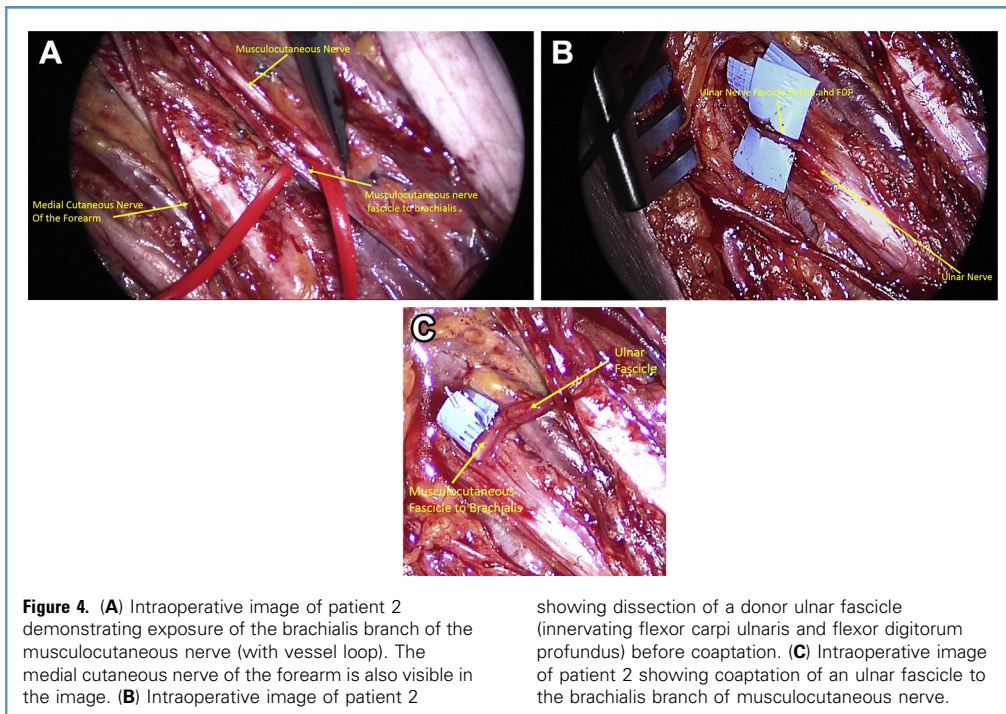 A
Musculocutaneous Nerve
Medial Cutaneous Nerve
Of the Forearm
Musculocutaneous nerve
fascicle to brachialis
B
Ulnar Nerve Fascicle to FCU and FDP
Ulnar Nerve
C
Ulnar
Fascicle
Musculocutaneous
Fascicle to Brachialis
Figure 4. (A) Intraoperative image of patient 2
demonstrating exposure of the brachialis branch of the
musculocutaneous nerve (with vessel loop). The
medial cutaneous nerve of the forearm is also visible in
the image. (B) Intraoperative image of patient 2
showing dissection of a donor ulnar fascicle
(innervating flexor carpi ulnaris and flexor digitorum
profundus) before coaptation. (C) Intraoperative image
of patient 2 showing coaptation of an ulnar fascicle to
the brachialis branch of musculocutaneous nerve.